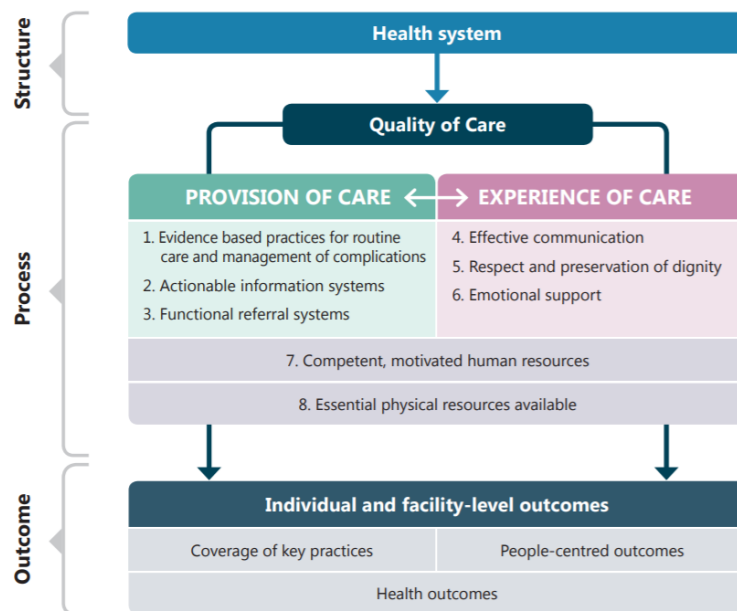 Structure
Health system
Process
Quality of Care
PROVISION OF CARE
EXPERIENCE OF CARE
1. Evidence based practices for routine
care and management of complications
2. Actionable information systems
3. Functional referral systems
4. Effective communication
5. Respect and preservation of dignity
6. Emotional support
7. Competent, motivated human resources
8. Essential physical resources available
Outcome
Individual and facility-level outcomes
Coverage of key practices
People-centred outcomes
Health outcomes